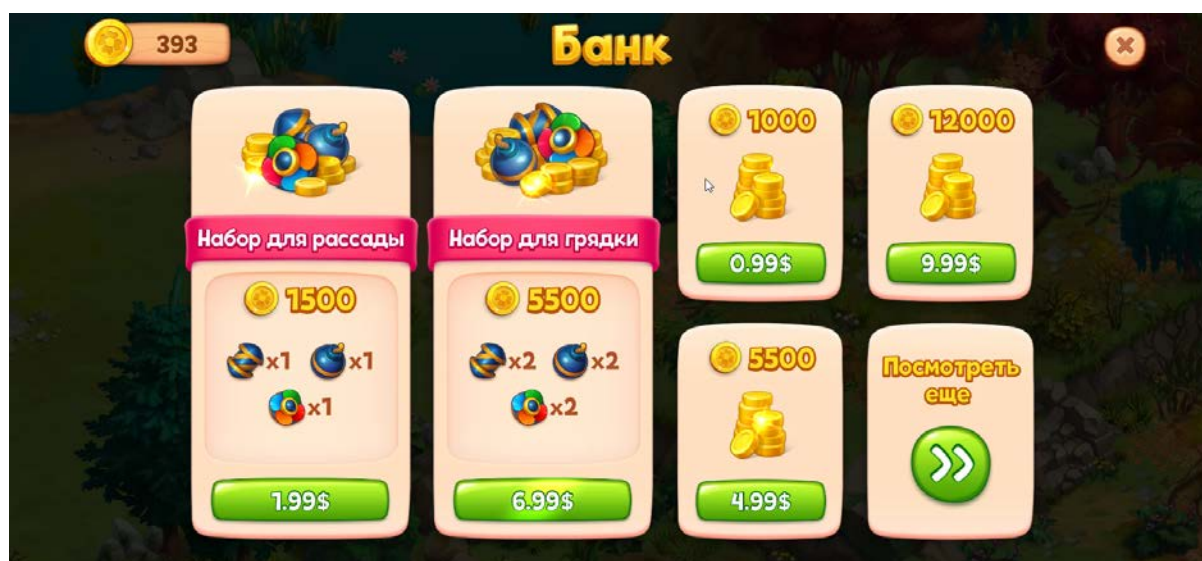 393
Банк
Набор для рассады
1500
x1 x1
x1
1.99$
Набор для грядки
5500
x2 x2
x2
6.99$
1000
0.99$
12000
9.99$
5500
4.99$
Посмотреть
еще